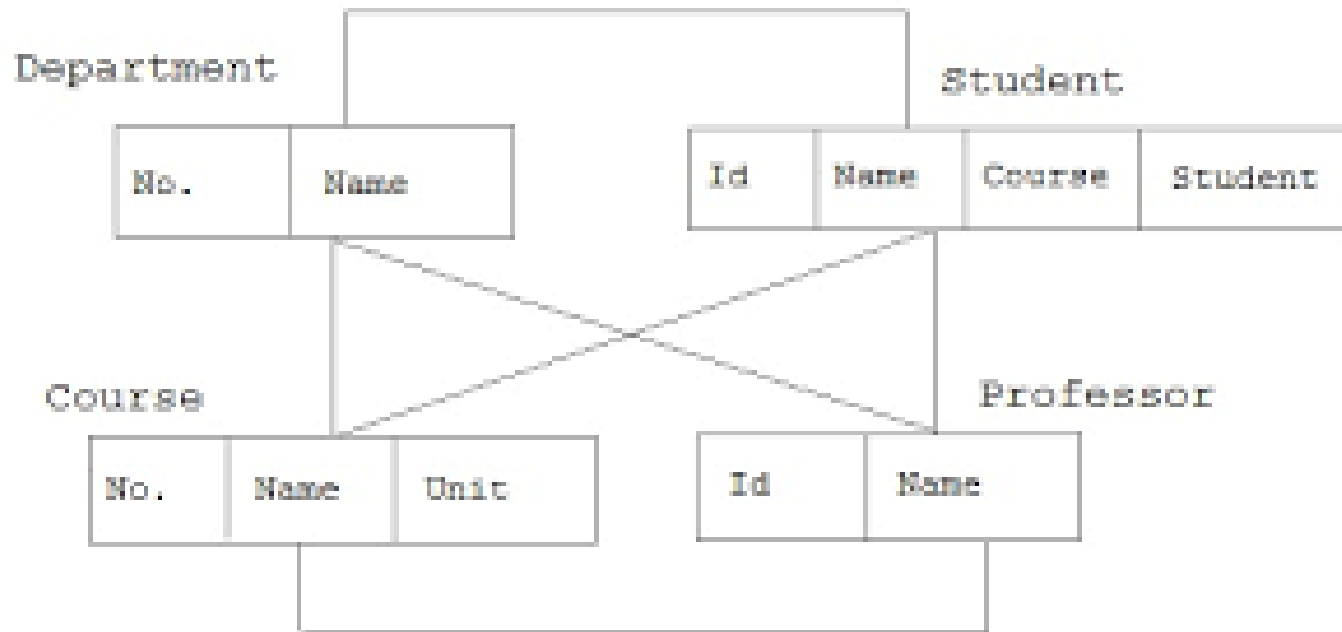 Department
Student
No. Name
Id Name Course Student
Course
Professor
No. Name Unit
Id Name